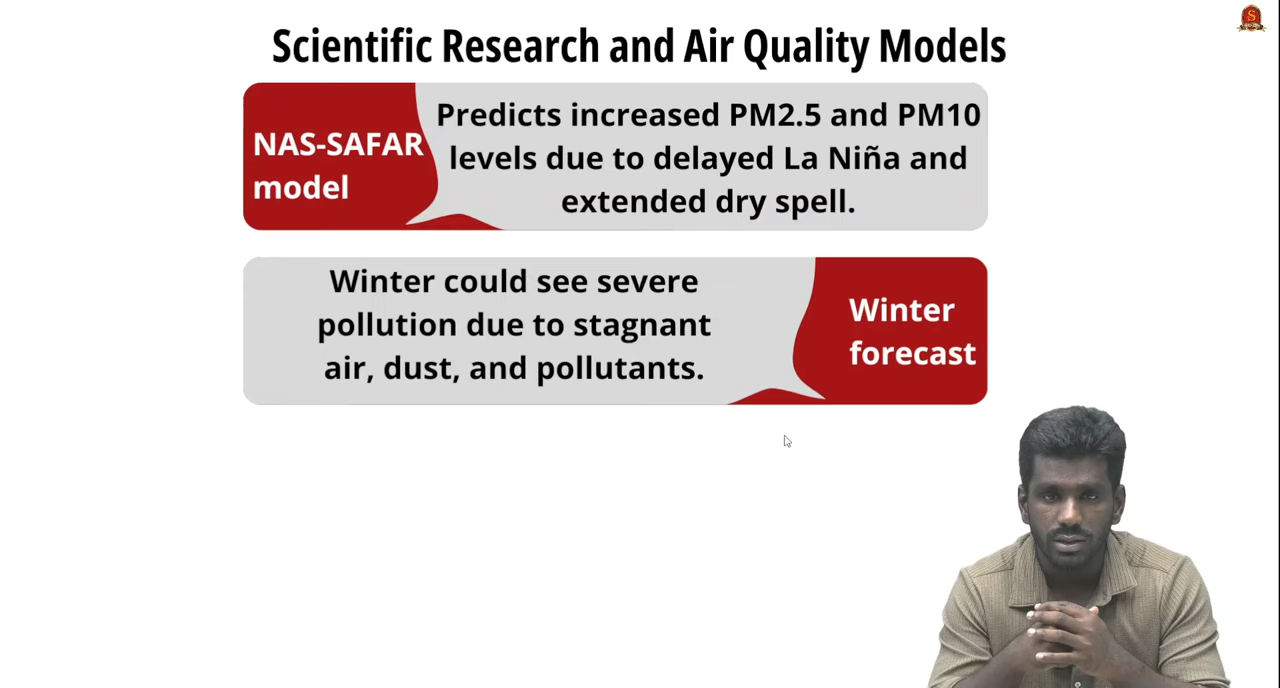 Scientific Research and Air Quality Models
NAS-SAFAR
model
Predicts increased PM2.5 and PM10
levels due to delayed La Niña and
extended dry spell.
Winter could see severe
pollution due to stagnant
air, dust, and pollutants.
Winter
forecast
S